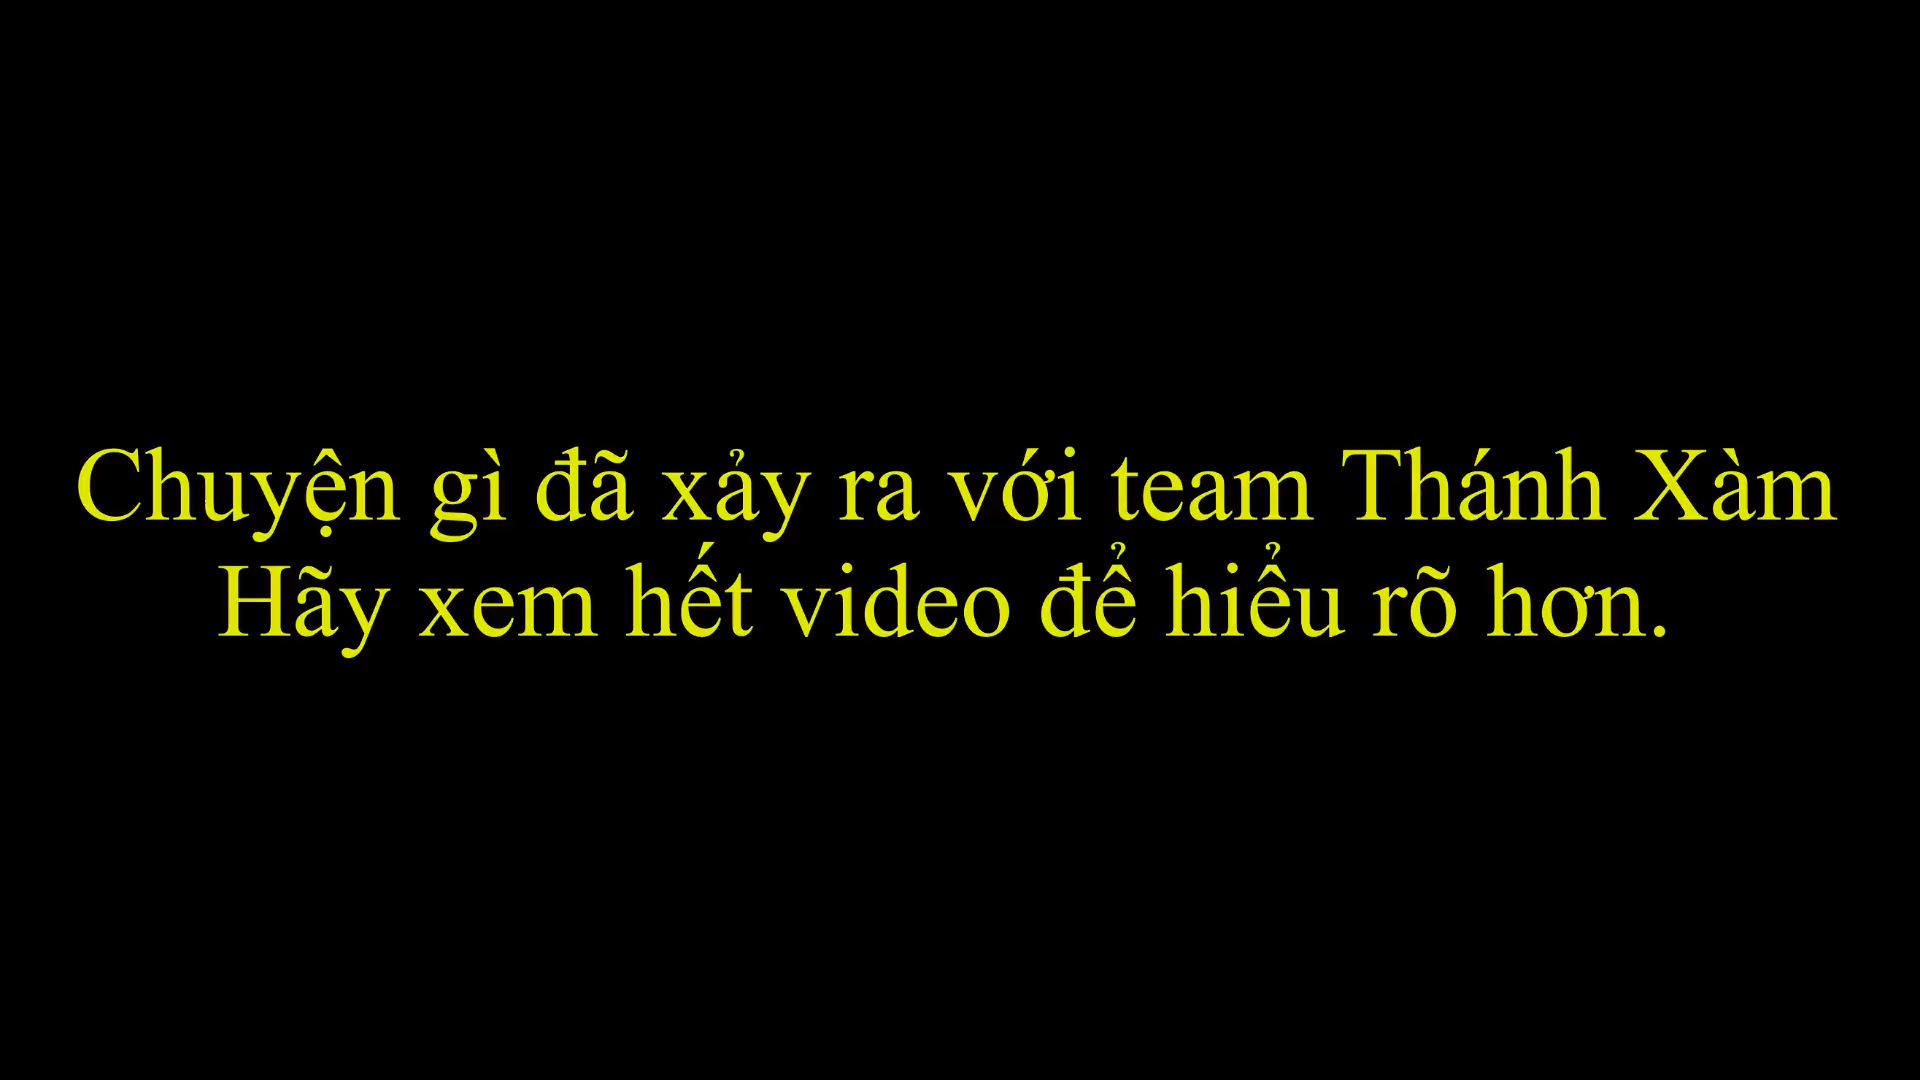 Chuyện gì đã xảy ra với team Thánh Xàm
Hãy xem hết video để hiểu rõ hơn.